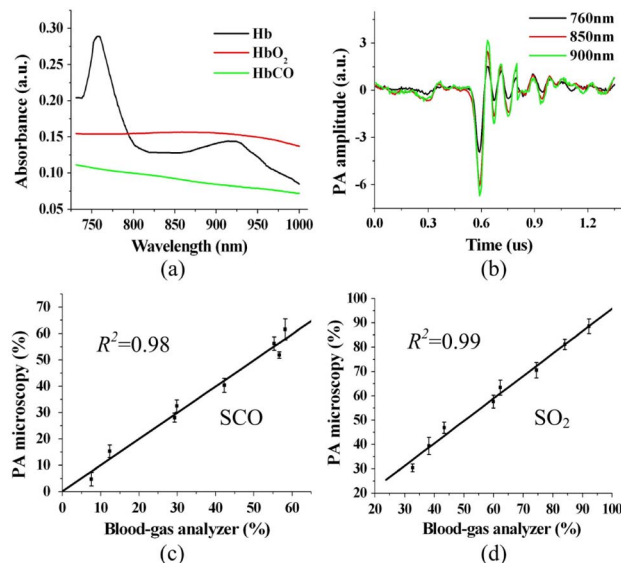 Hb
HbO2
HbCO
0.30
0.25
0.20
0.15
0.10
0.05
Absorbance (a.u.)
750 800 850 900 950 1000
Wavelength (nm)
(a)
760nm
850nm
900nm
3
0
-3
-6
PA amplitude (a.u.)
0.0 0.3 0.6 0.9 1.2
Time (us)
(b)
70
60
50
40
30
20
10
0
PA microscopy (%)
R²=0.98
SCO
0 10 20 30 40 50 60
Blood-gas analyzer (%)
(c)
100
90
80
70
60
50
40
30
20
PA microscopy (%)
R²=0.99
SO2
20 30 40 50 60 70 80 90 100
Blood-gas analyzer (%)
(d)